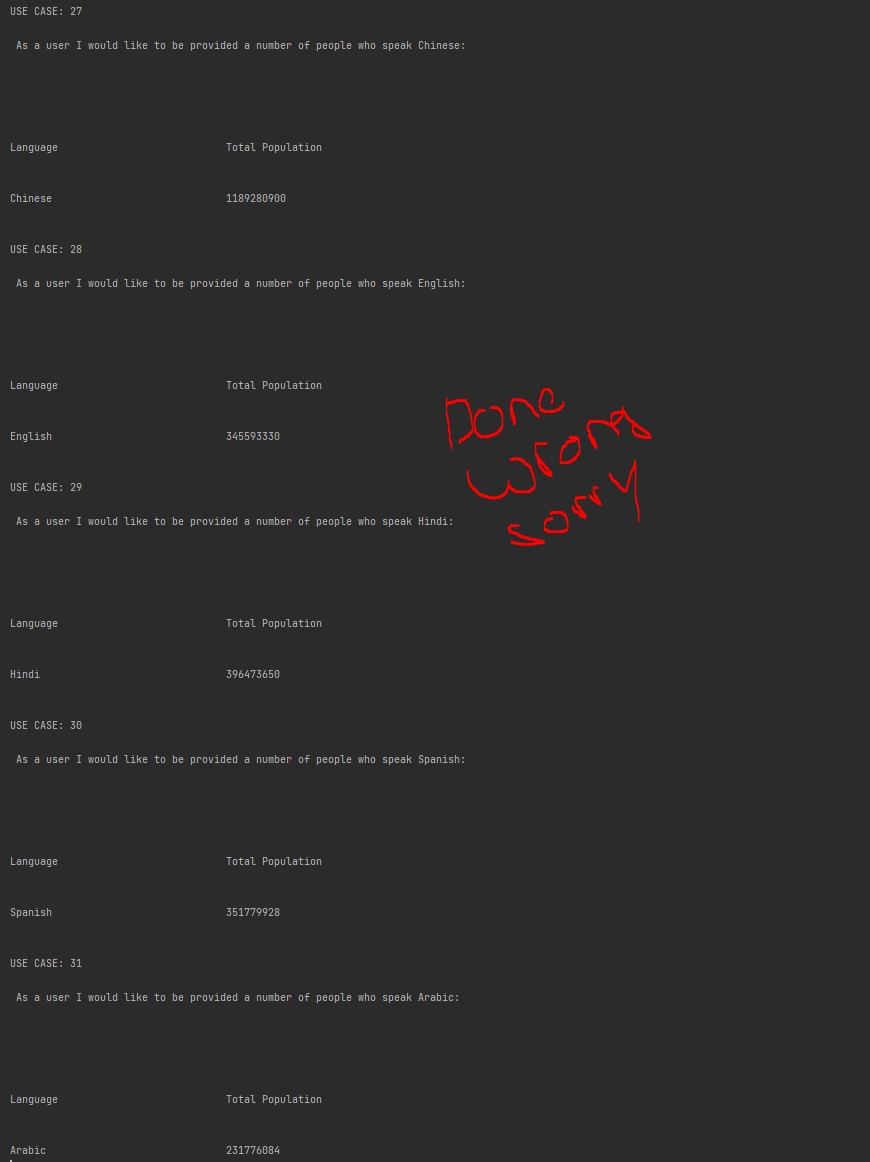 USE CASE: 27
As a user I would like to be provided a number of people who speak Chinese:
Language Total Population
Chinese 1189280900
USE CASE: 28
As a user I would like to be provided a number of people who speak English:
Language Total Population
English 345593330
Done
sorry
USE CASE: 29
As a user I would like to be provided a number of people who speak Hindi:
Language Total Population
Hindi 396473650
USE CASE: 30
As a user I would like to be provided a number of people who speak Spanish:
Language Total Population
Spanish 351779928
USE CASE: 31
As a user I would like to be provided a number of people who speak Arabic:
Language Total Population
Arabic 231776084